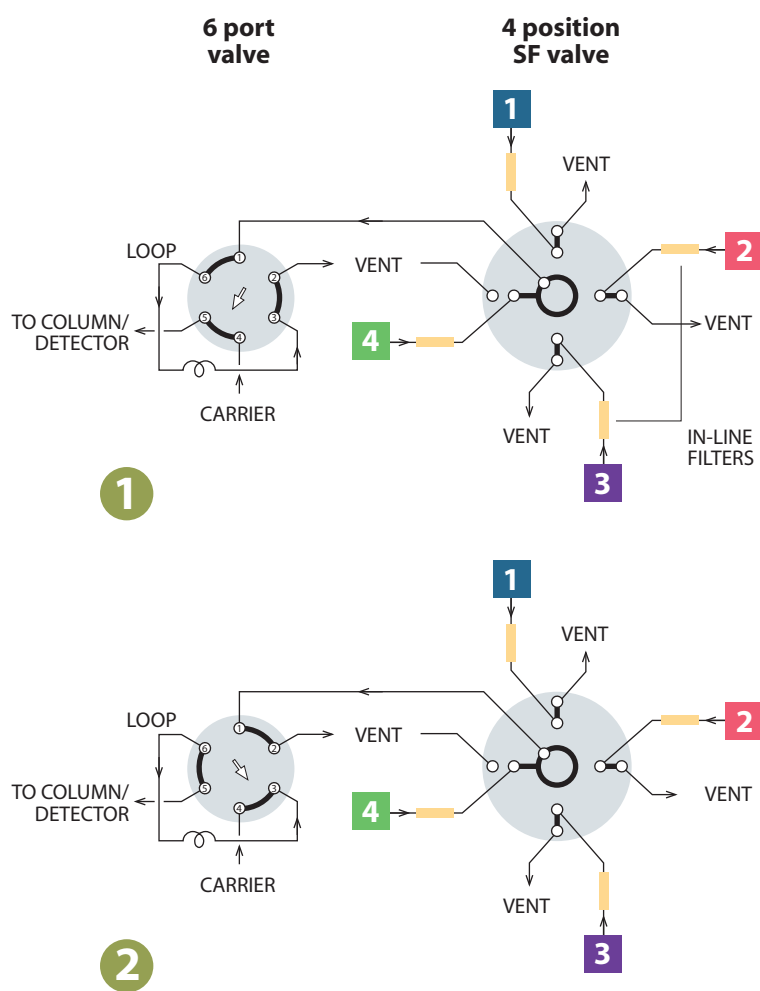 6 port
valve
4 position
SF valve
1
VENT
LOOP
1
6
2
VENT
2
TO COLUMN/
DETECTOR
5
3
4
4
VENT
CARRIER
VENT
IN-LINE
FILTERS
3
1
1
VENT
LOOP
1
6
2
VENT
2
TO COLUMN/
DETECTOR
5
3
4
4
VENT
CARRIER
VENT
3
2